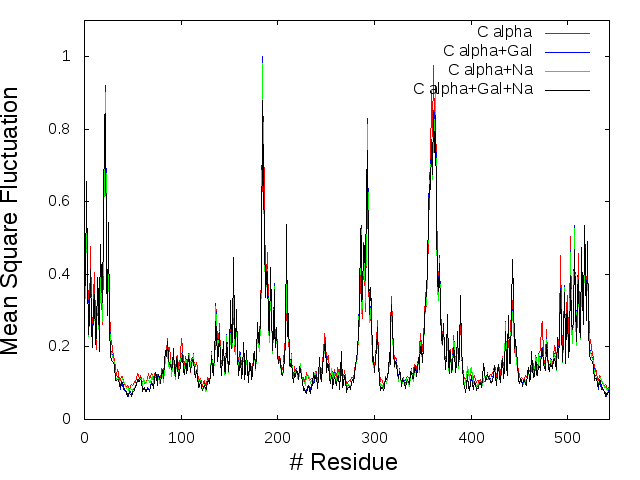 C alpha
C alpha+Gal
C alpha+Na
C alpha+Gal+Na
1
0.8
0.6
0.4
0.2
0
Mean Square Fluctuation
0 100 200 300 400 500
# Residue